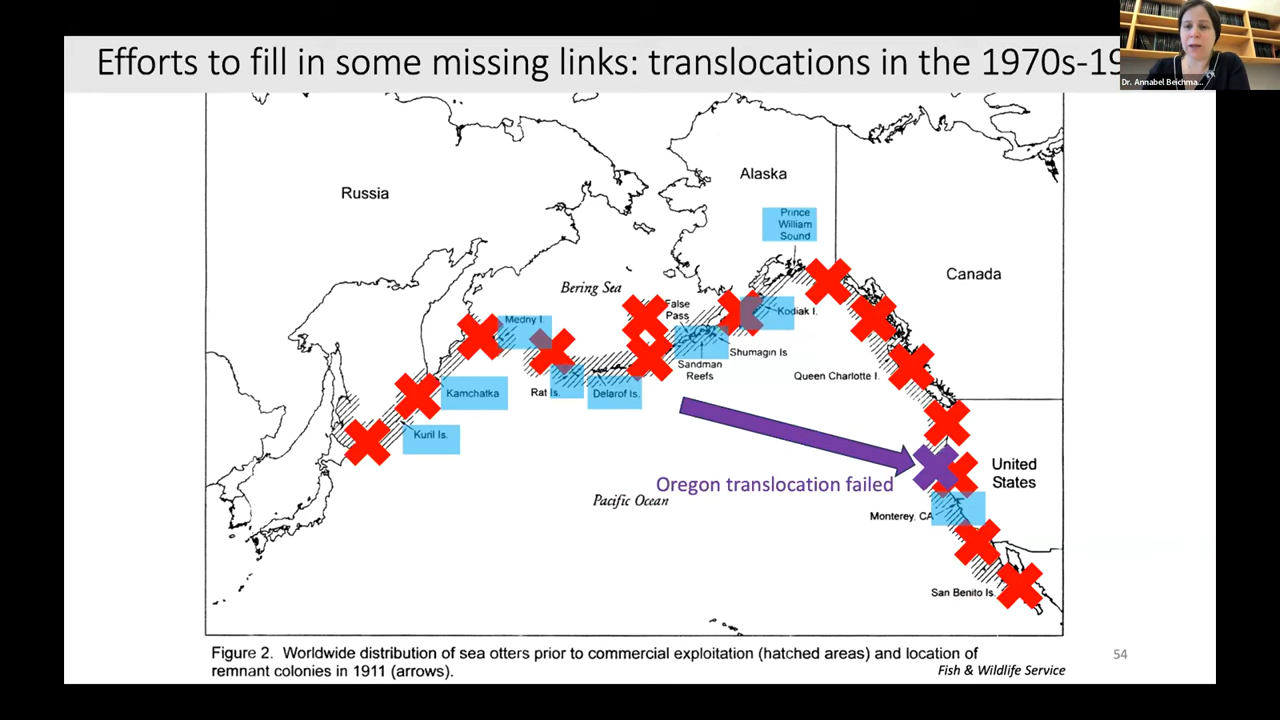 Efforts to fill in some missing links: translocations in the 1970s-19
Dr. Annabel Beichma...
Russia
Alaska
Prince
William
Sound
Canada
Bering Sea
False
Pass
Medny I.
Kodiak I.
Shumagin Is
Sandman
Reefs
Queen Charlotte I.
Rat Is.
Delarof Is.
Kamchatka
Kuril Is.
United
States
Oregon translocation failed
Pacific Ocean
Monterey, CA
San Benito Is.
Figure 2. Worldwide distribution of sea otters prior to commercial exploitation (hatched areas) and location of
remnant colonies in 1911 (arrows).
Fish & Wildlife Service
54